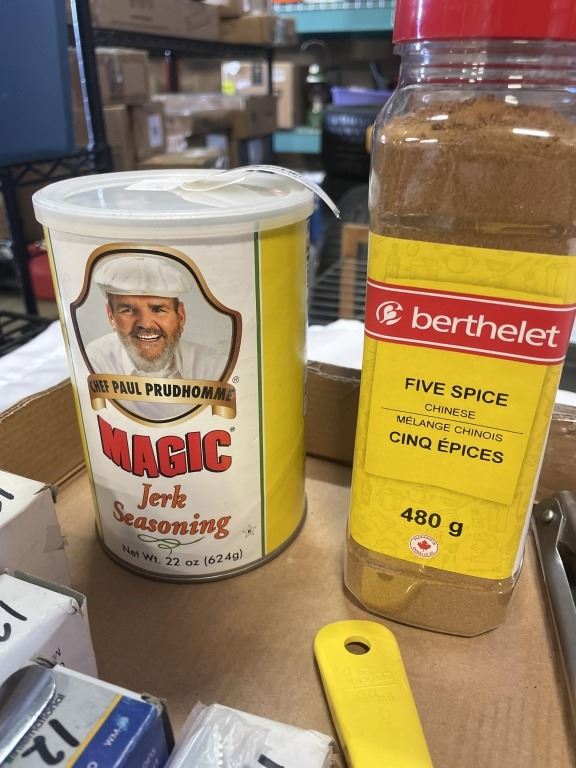 CHEF PAUL PRUDHOMME®
MAGIC®
Jerk
Seasoning
Net Wt. 22 oz (624g)
berthelet
FIVE SPICE
CHINESE
MÉLANGE CHINOIS
CINQ ÉPICES
480 g
12